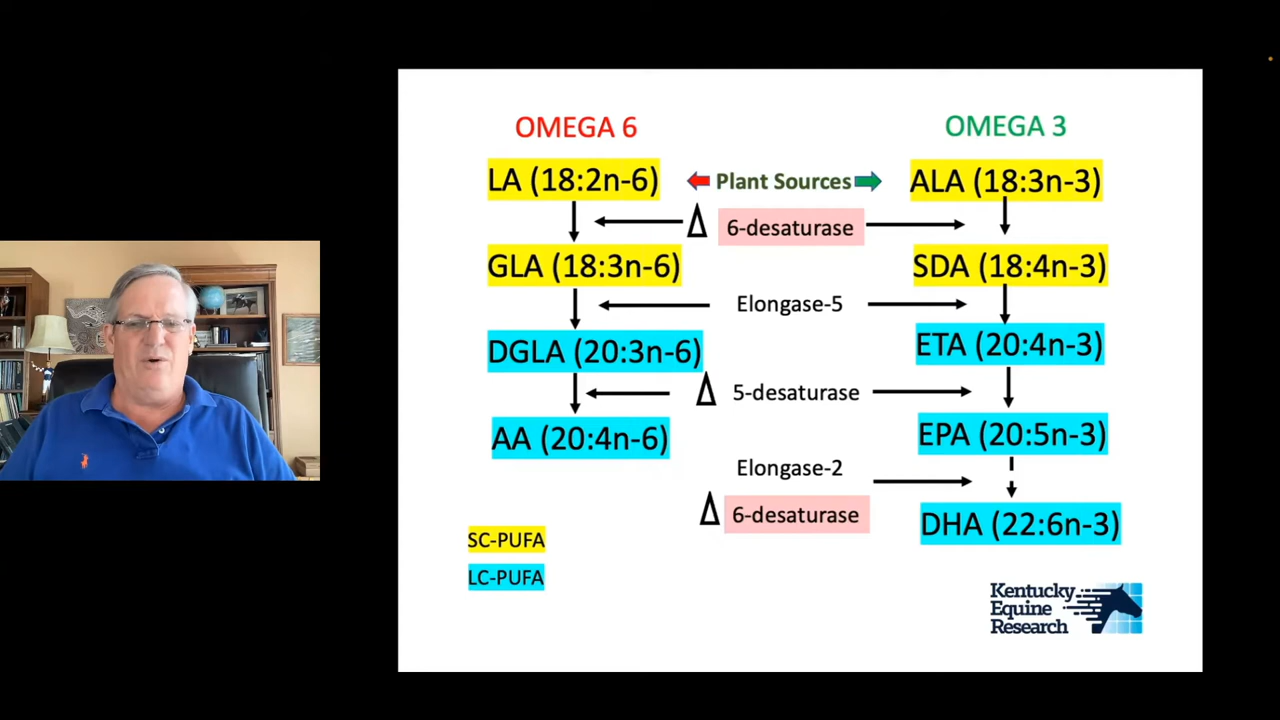 OMEGA 6
OMEGA 3
LA (18:2n-6)
Plant Sources
ALA (18:3n-3)
Δ 6-desaturase
GLA (18:3n-6)
SDA (18:4n-3)
Elongase-5
DGLA (20:3n-6)
ETA (20:4n-3)
Δ 5-desaturase
AA (20:4n-6)
EPA (20:5n-3)
Elongase-2
Δ 6-desaturase
DHA (22:6n-3)
SC-PUFA
LC-PUFA
Kentucky
Equine
Research